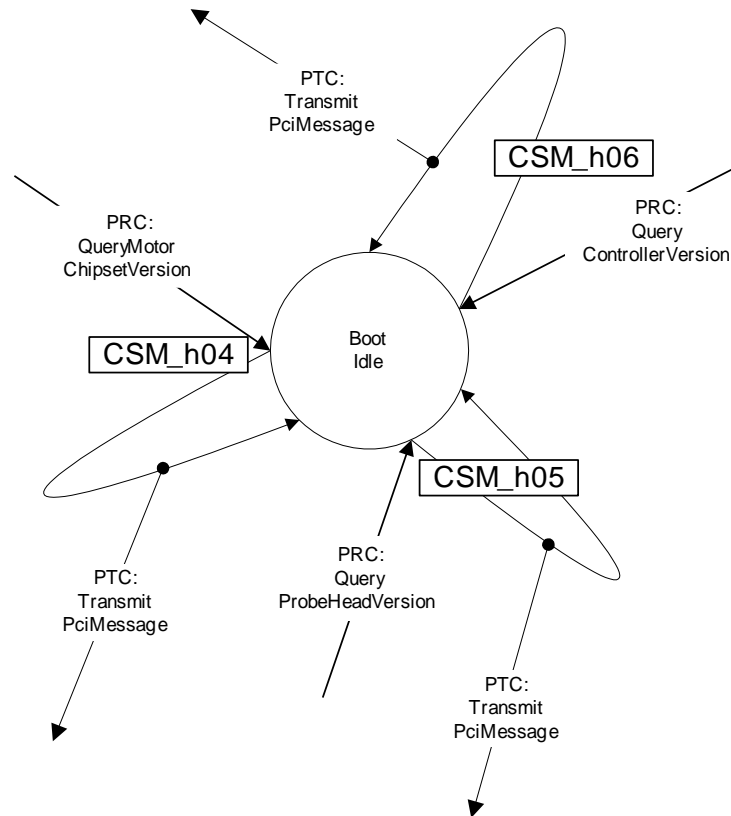 PTC:
Transmit
PciMessage
CSM_h06
PRC:
QueryMotor
ChipsetVersion
PRC:
Query
ControllerVersion
CSM_h04
Boot
Idle
CSM_h05
PRC:
Query
ProbeHeadVersion
PTC:
Transmit
PciMessage
PTC:
Transmit
PciMessage